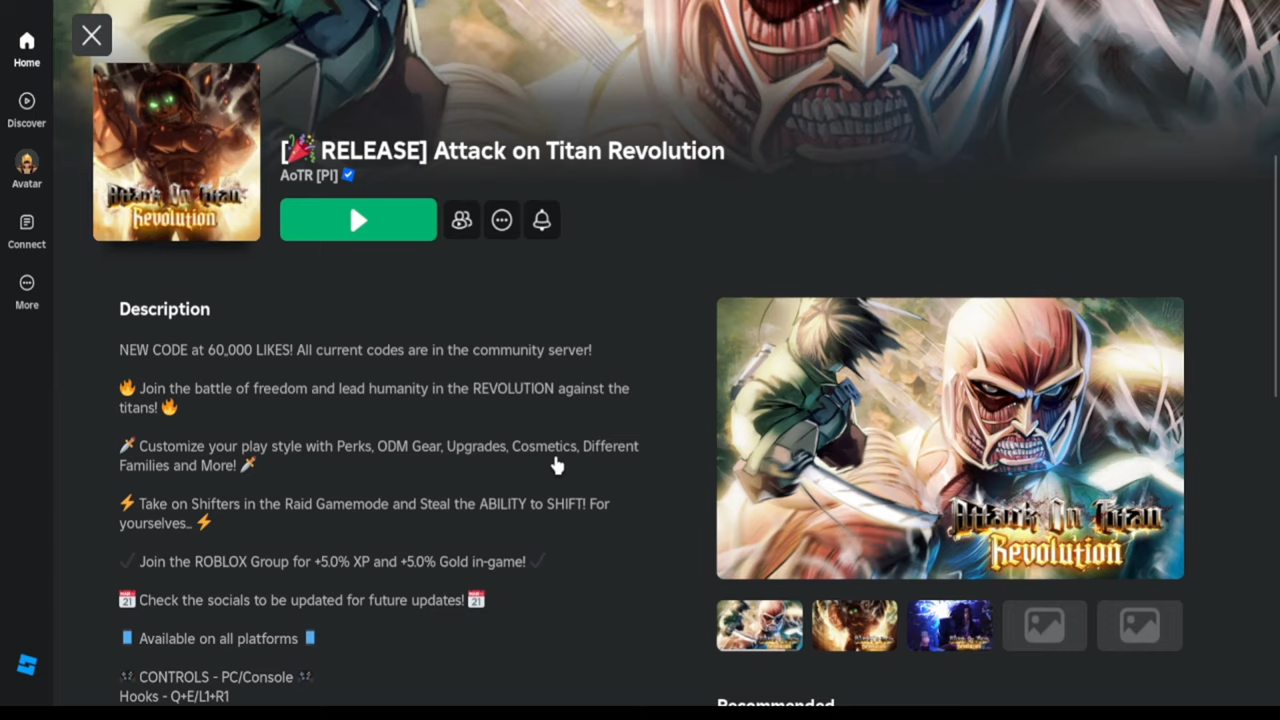 Home
Discover
Avatar
Connect
More
Attack On Titan
Revolution
[🎉 RELEASE] Attack on Titan Revolution
AoTR [PI]
Description
NEW CODE at 60,000 LIKES! All current codes are in the community server!
🔥 Join the battle of freedom and lead humanity in the REVOLUTION against the
titans! 🔥
🗡️ Customize your play style with Perks, ODM Gear, Upgrades, Cosmetics, Different
Families and More! 🗡️
⚡ Take on Shifters in the Raid Gamemode and Steal the ABILITY to SHIFT! For
yourselves.. ⚡
✔️ Join the ROBLOX Group for +5.0% XP and +5.0% Gold in-game! ✔️
📅 Check the socials to be updated for future updates! 📅
📱 Available on all platforms 📱
🎮 CONTROLS - PC/Console 🎮
Hooks - Q+E/L1+R1
Attack On Titan
Revolution
Recommended